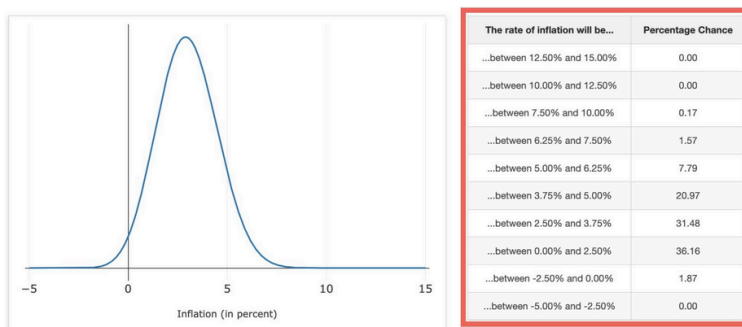 -5 0 5 10 15
Inflation (in percent)
The rate of inflation will be... Percentage Chance
...between 12.50% and 15.00% 0.00
...between 10.00% and 12.50% 0.00
...between 7.50% and 10.00% 0.17
...between 6.25% and 7.50% 1.57
...between 5.00% and 6.25% 7.79
...between 3.75% and 5.00% 20.97
...between 2.50% and 3.75% 31.48
...between 0.00% and 2.50% 36.16
...between -2.50% and 0.00% 1.87
...between -5.00% and -2.50% 0.00